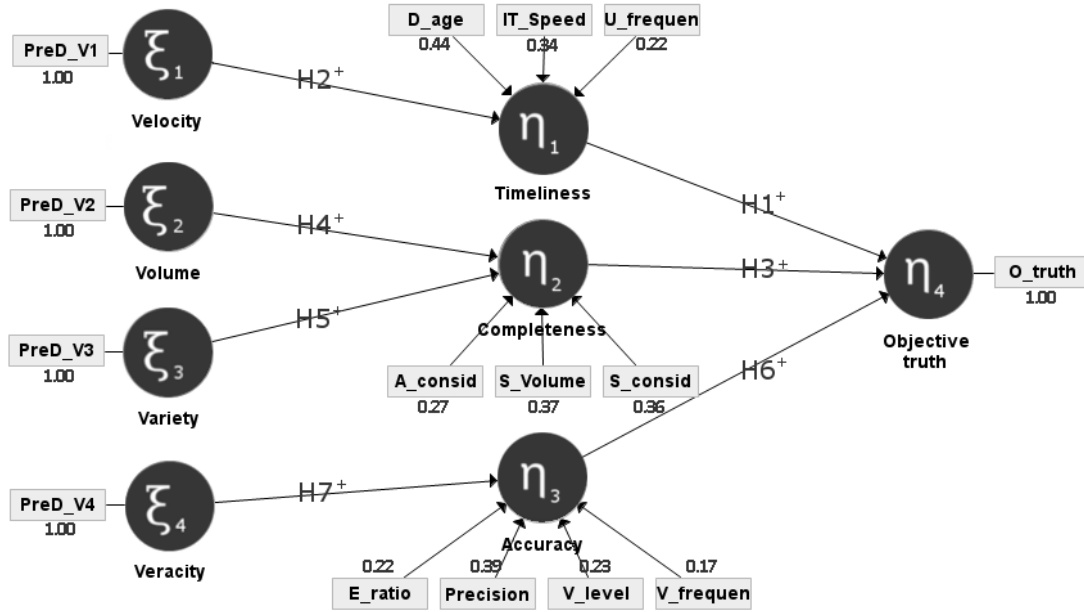 D_age
IT_Speed
U_frequen
0.44
0.34
0.22
PreD_V1
1.00
ξ1
Velocity
H2+
η1
Timeliness
PreD_V2
1.00
ξ2
Volume
H4+
H1+
η2
Completeness
H3+
η4
O_truth
1.00
Objective
truth
PreD_V3
1.00
ξ3
Variety
H5+
A_consid
S_Volume
S_consid
0.27
0.37
0.36
H6+
PreD_V4
1.00
ξ4
Veracity
H7+
η3
Accuracy
0.22
0.39
0.23
0.17
E_ratio
Precision
V_level
V_frequen